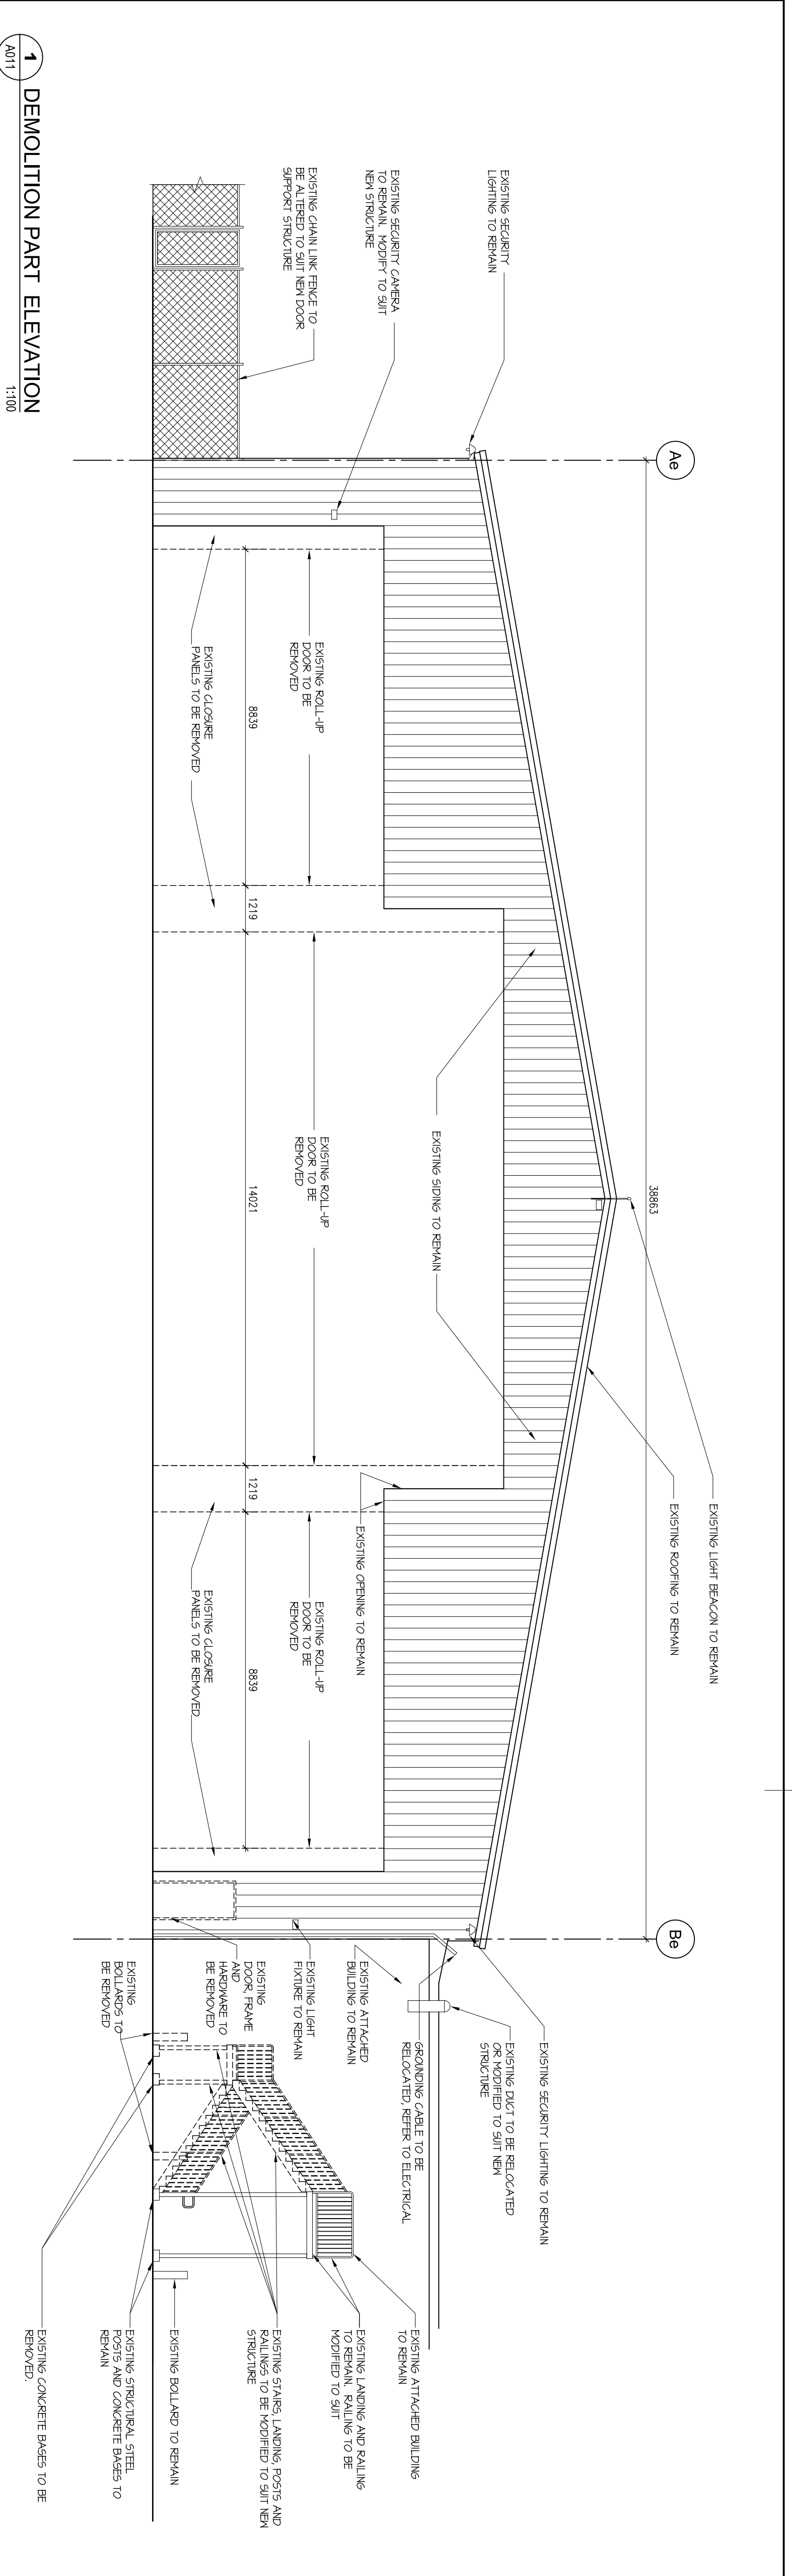 Ae
Be
38863
EXISTING LIGHT BEACON TO REMAIN
EXISTING ROOFING TO REMAIN
EXISTING SECURITY
LIGHTING TO REMAIN
EXISTING SECURITY CAMERA
TO REMAIN. MODIFY TO SUIT
NEW STRUCTURE
EXISTING CHAIN LINK FENCE TO
BE ALTERED TO SUIT NEW DOOR
SUPPORT STRUCTURE
EXISTING SIDING TO REMAIN
EXISTING OPENING TO REMAIN
EXISTING ROLL-UP
DOOR TO BE
REMOVED
EXISTING ROLL-UP
DOOR TO BE
REMOVED
EXISTING ROLL-UP
DOOR TO BE
REMOVED
8839
1219
14021
1219
8839
EXISTING CLOSURE
PANELS TO BE REMOVED
EXISTING CLOSURE
PANELS TO BE REMOVED
EXISTING SECURITY LIGHTING TO REMAIN
EXISTING DUCT TO BE RELOCATED
OR MODIFIED TO SUIT NEW
STRUCTURE
GROUNDING CABLE TO BE
RELOCATED, REFER TO ELECTRICAL
EXISTING ATTACHED
BUILDING TO REMAIN
EXISTING LIGHT
FIXTURE TO REMAIN
EXISTING
DOOR, FRAME
AND
HARDWARE TO
BE REMOVED
EXISTING
BOLLARDS TO
BE REMOVED
EXISTING ATTACHED BUILDING
TO REMAIN
EXISTING LANDING AND RAILING
TO REMAIN. RAILING TO BE
MODIFIED TO SUIT
EXISTING STAIRS, LANDING, POSTS AND
RAILINGS TO BE MODIFIED TO SUIT NEW
STRUCTURE
EXISTING BOLLARD TO REMAIN
EXISTING STRUCTURAL STEEL
POSTS AND CONCRETE BASES TO
REMAIN
EXISTING CONCRETE BASES TO BE
REMOVED.
1
A011
DEMOLITION PART ELEVATION
1:100